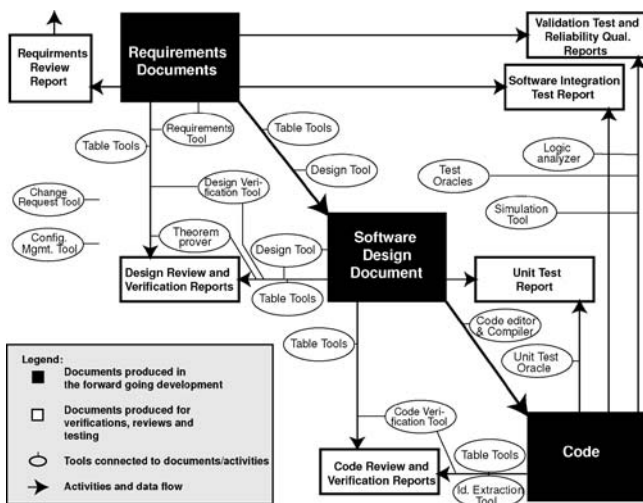 Requirments
Review
Report
Requirements
Documents
Validation Test and
Reliability Qual.
Reports
Software Integration
Test Report
Table Tools
Requirements
Tool
Table Tools
Design Tool
Logic
analyzer
Test
Oracles
Simulation
Tool
Change
Request Tool
Config.
Mgmt. Tool
Design Veri-
fication Tool
Theorem
prover
Design Tool
Software
Design
Document
Design Review and
Verification Reports
Table Tools
Unit Test
Report
Code editor
& Compiler
Table Tools
Unit Test
Oracle
Code Verifi-
cation Tool
Code
Table Tools
Code Review and
Verification Reports
Id. Extraction
Tool
Legend:
Documents produced in
the forward going development
Documents produced for
verifications, reviews and
testing
Tools connected to documents/activities
Activities and data flow